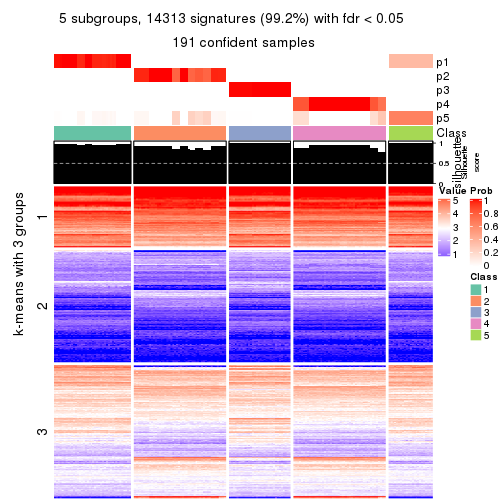 5 subgroups, 14313 signatures (99.2%) with fdr < 0.05
191 confident samples
p1
p2
p3
p4
p5
Class
1
0.5
0
silhouette
Silhouette
score
k-means with 3 groups
1
2
3
Value
5
4
3
2
1
Prob
1
0.8
0.6
0.4
0.2
0
Class
1
2
3
4
5